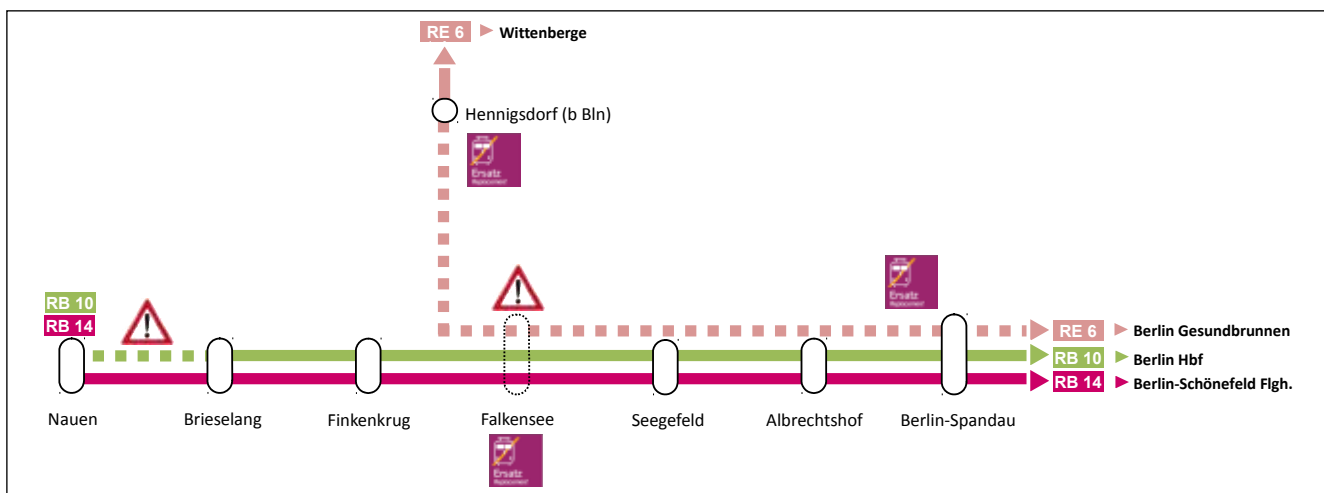 RE 6 Wittenberge
Hennigsdorf (b Bln)
Ersatz
Replacement
Ersatz
Replacement
RB 10
RB 14
RE 6 Berlin Gesundbrunnen
RB 10 Berlin Hbf
RB 14 Berlin-Schönefeld Flgh.
Nauen Brieselang Finkenkrug Falkensee Seegefeld Albrechtshof Berlin-Spandau
Ersatz
Replacement